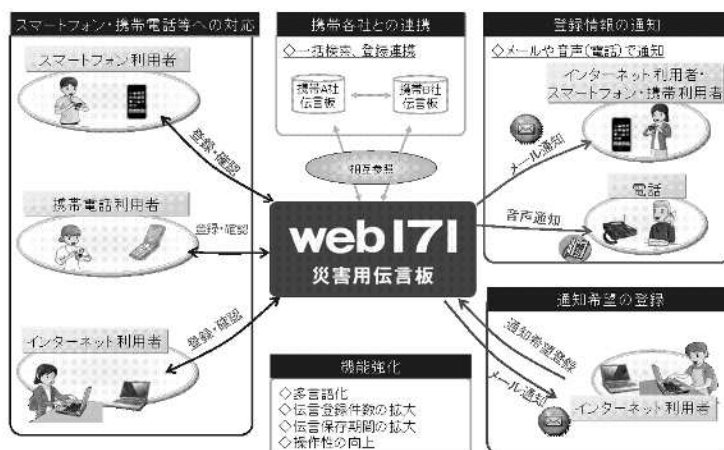 スマートフォン・携帯電話等への対応
スマートフォン利用者
登録・確認
携帯電話利用者
登録・確認
インターネット利用者
登録・確認
携帯各社との連携
◇一括検索、登録連携
携帯A社
伝言板
携帯B社
伝言板
相互参照
web171
災害用伝言板
機能強化
◇多言語化
◇伝言登録件数の拡大
◇伝言保存期間の拡大
◇操作性の向上
登録情報の通知
◇メールや音声(電話)で通知
インターネット利用者・
スマートフォン・携帯利用者
メール通知
電話
音声通知
通知希望の登録
通知希望登録
メール通知
インターネット利用者